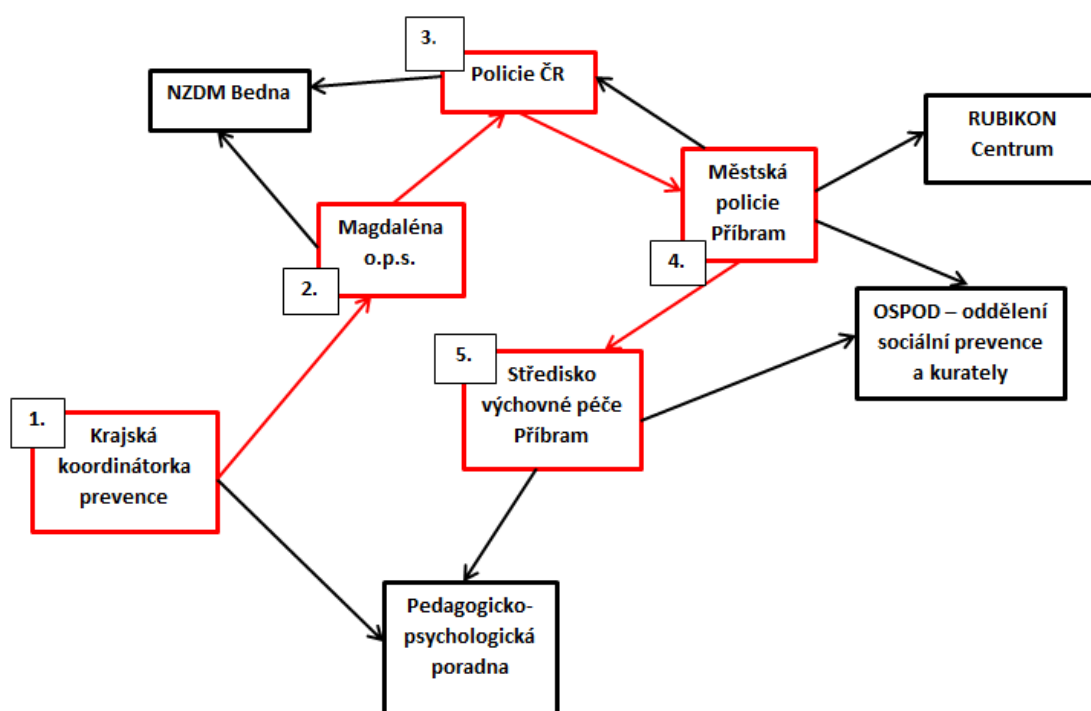 3.
Policie ČR
NZDM Bedna
RUBIKON
Centrum
Městská
policie
Příbram
4.
Magdaléna
o.p.s.
2.
OSPOD – oddělení
sociální prevence
a kurately
5.
Středisko
výchovné péče
Příbram
1.
Krajská
koordinátorka
prevence
Pedagogicko-
psychologická
poradna